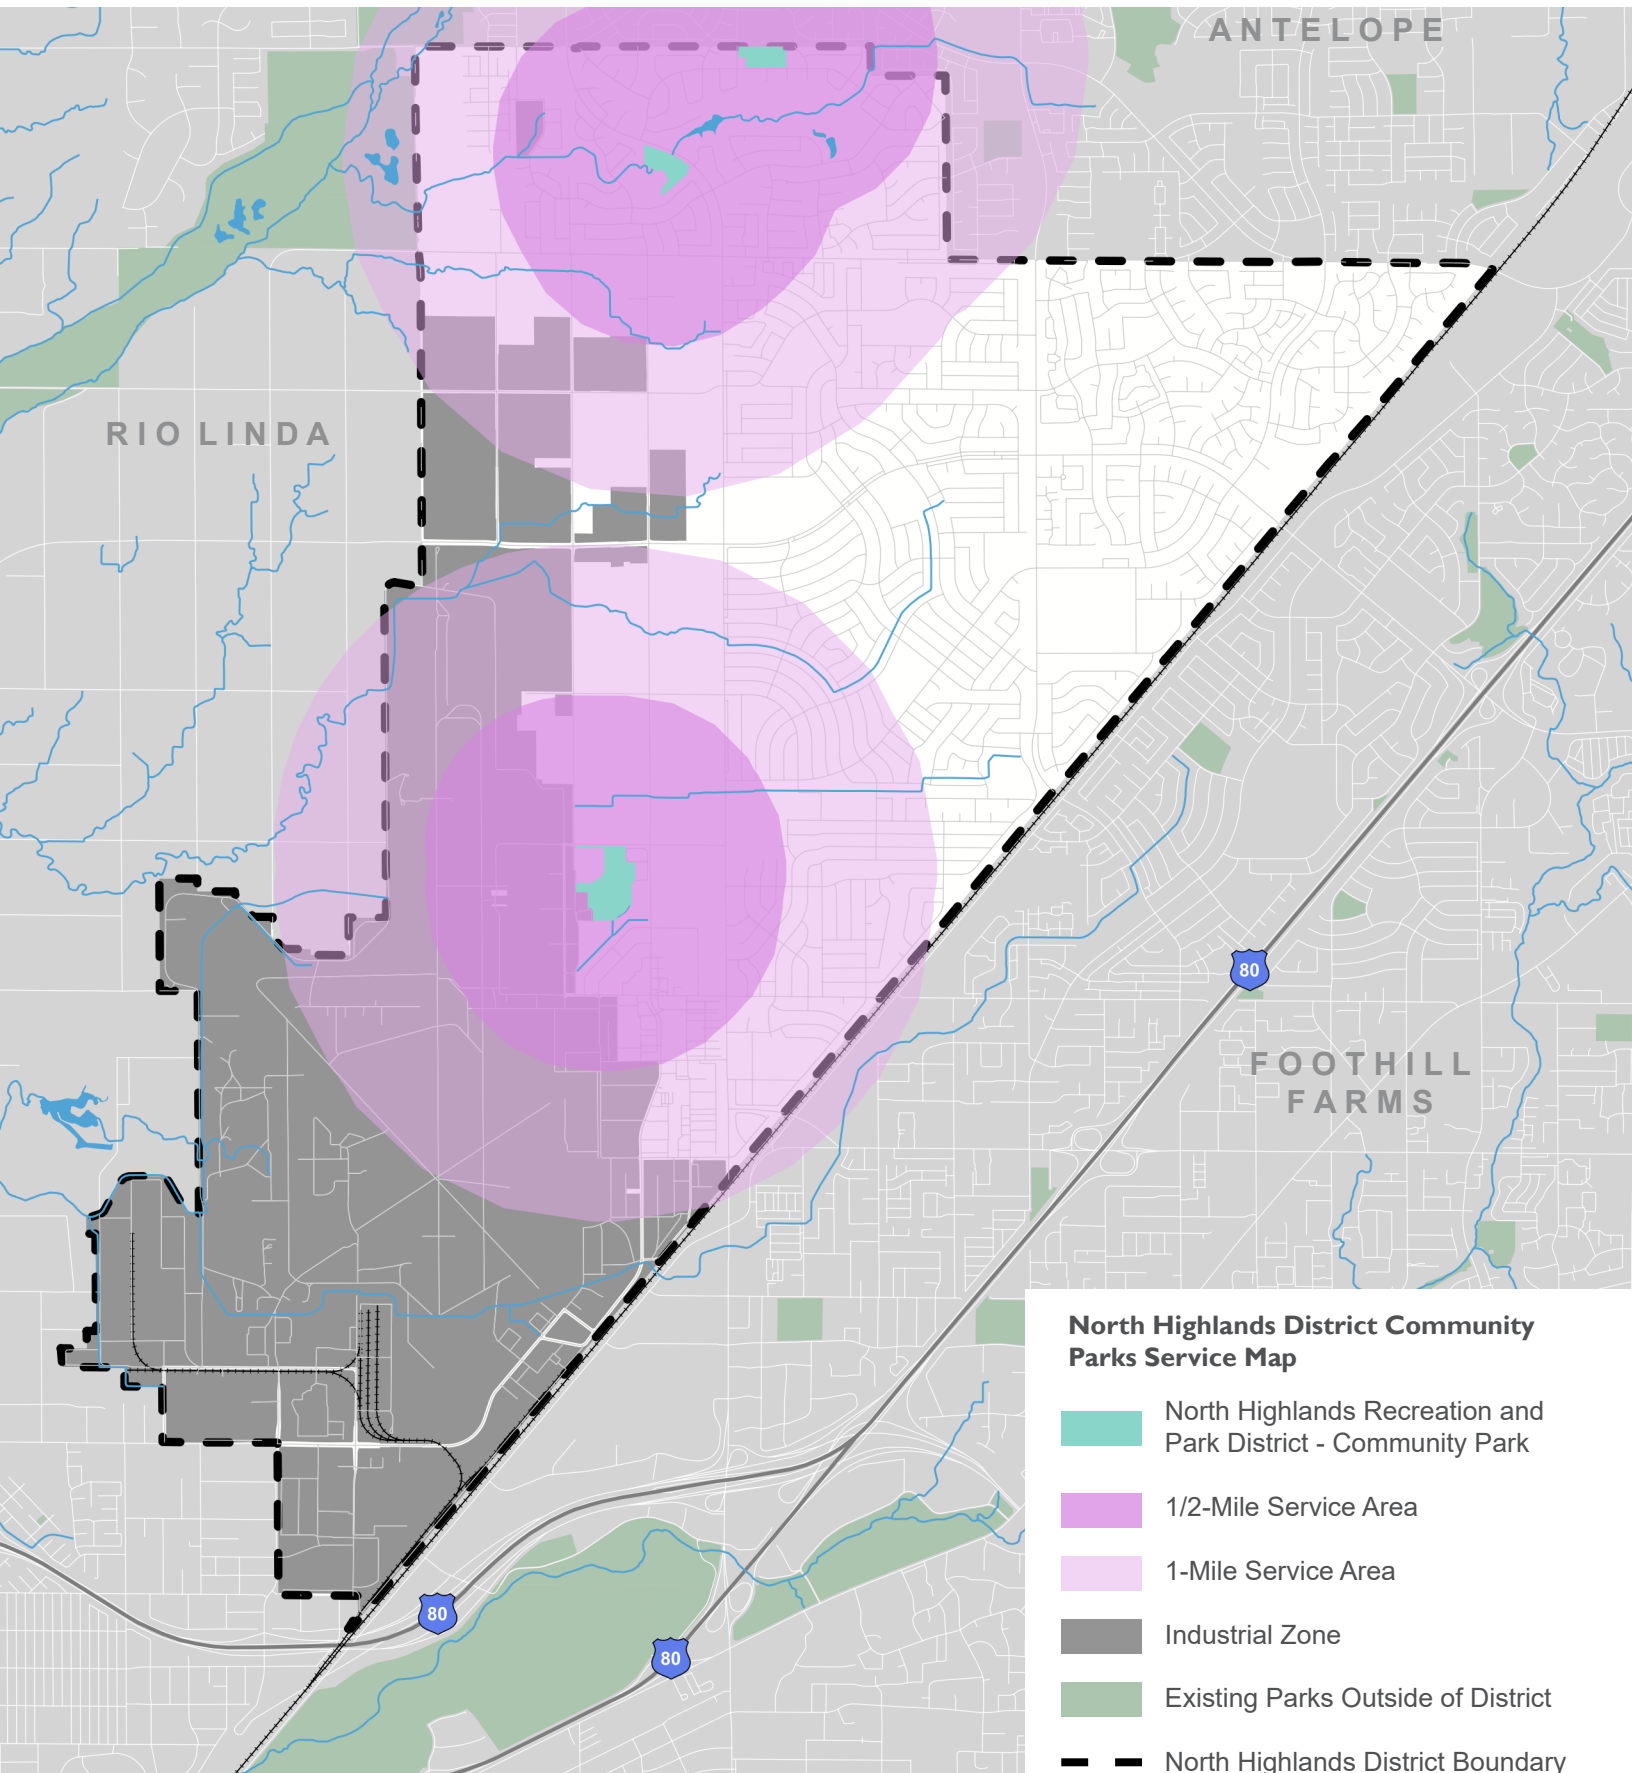 ANTELOPE
RIO LINDA
80
FOOTHILL
FARMS
North Highlands District Community
Parks Service Map
North Highlands Recreation and
Park District - Community Park
1/2-Mile Service Area
1-Mile Service Area
80
Industrial Zone
80
Existing Parks Outside of District
North Highlands District Boundary